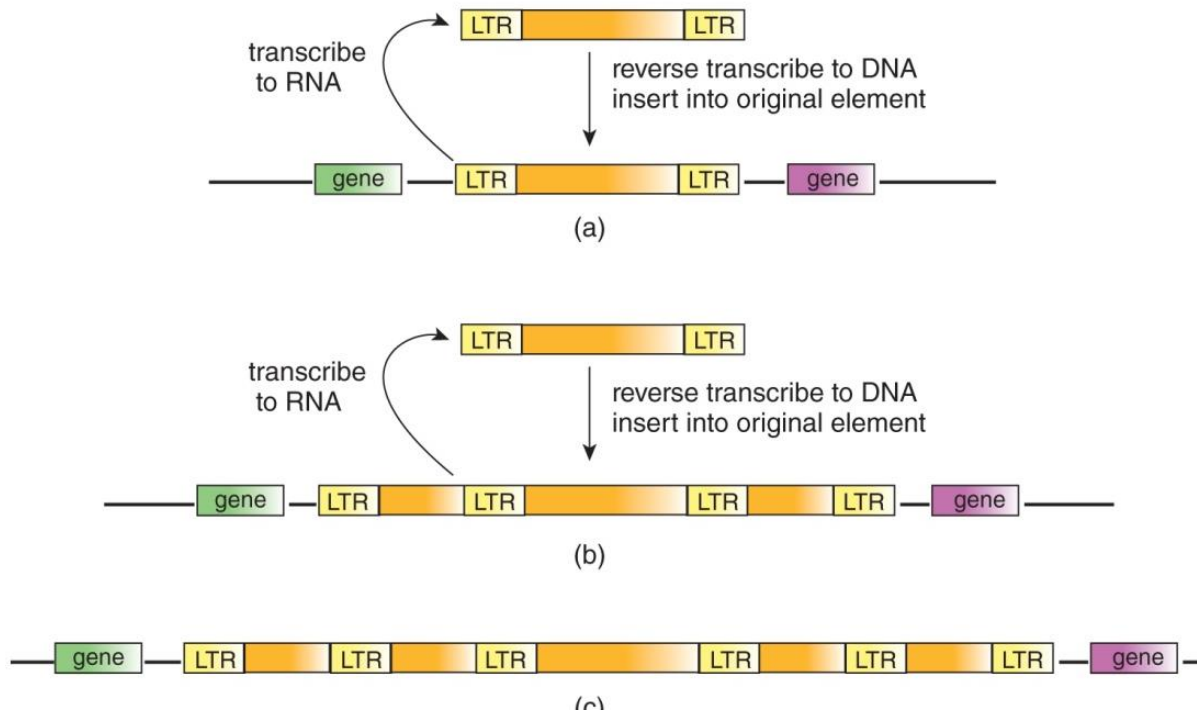 LTR LTR
transcribe
to RNA
reverse transcribe to DNA
insert into original element
gene LTR LTR gene
(a)
LTR LTR
transcribe
to RNA
reverse transcribe to DNA
insert into original element
gene LTR LTR LTR LTR gene
(b)
gene LTR LTR LTR LTR LTR LTR gene
(c)